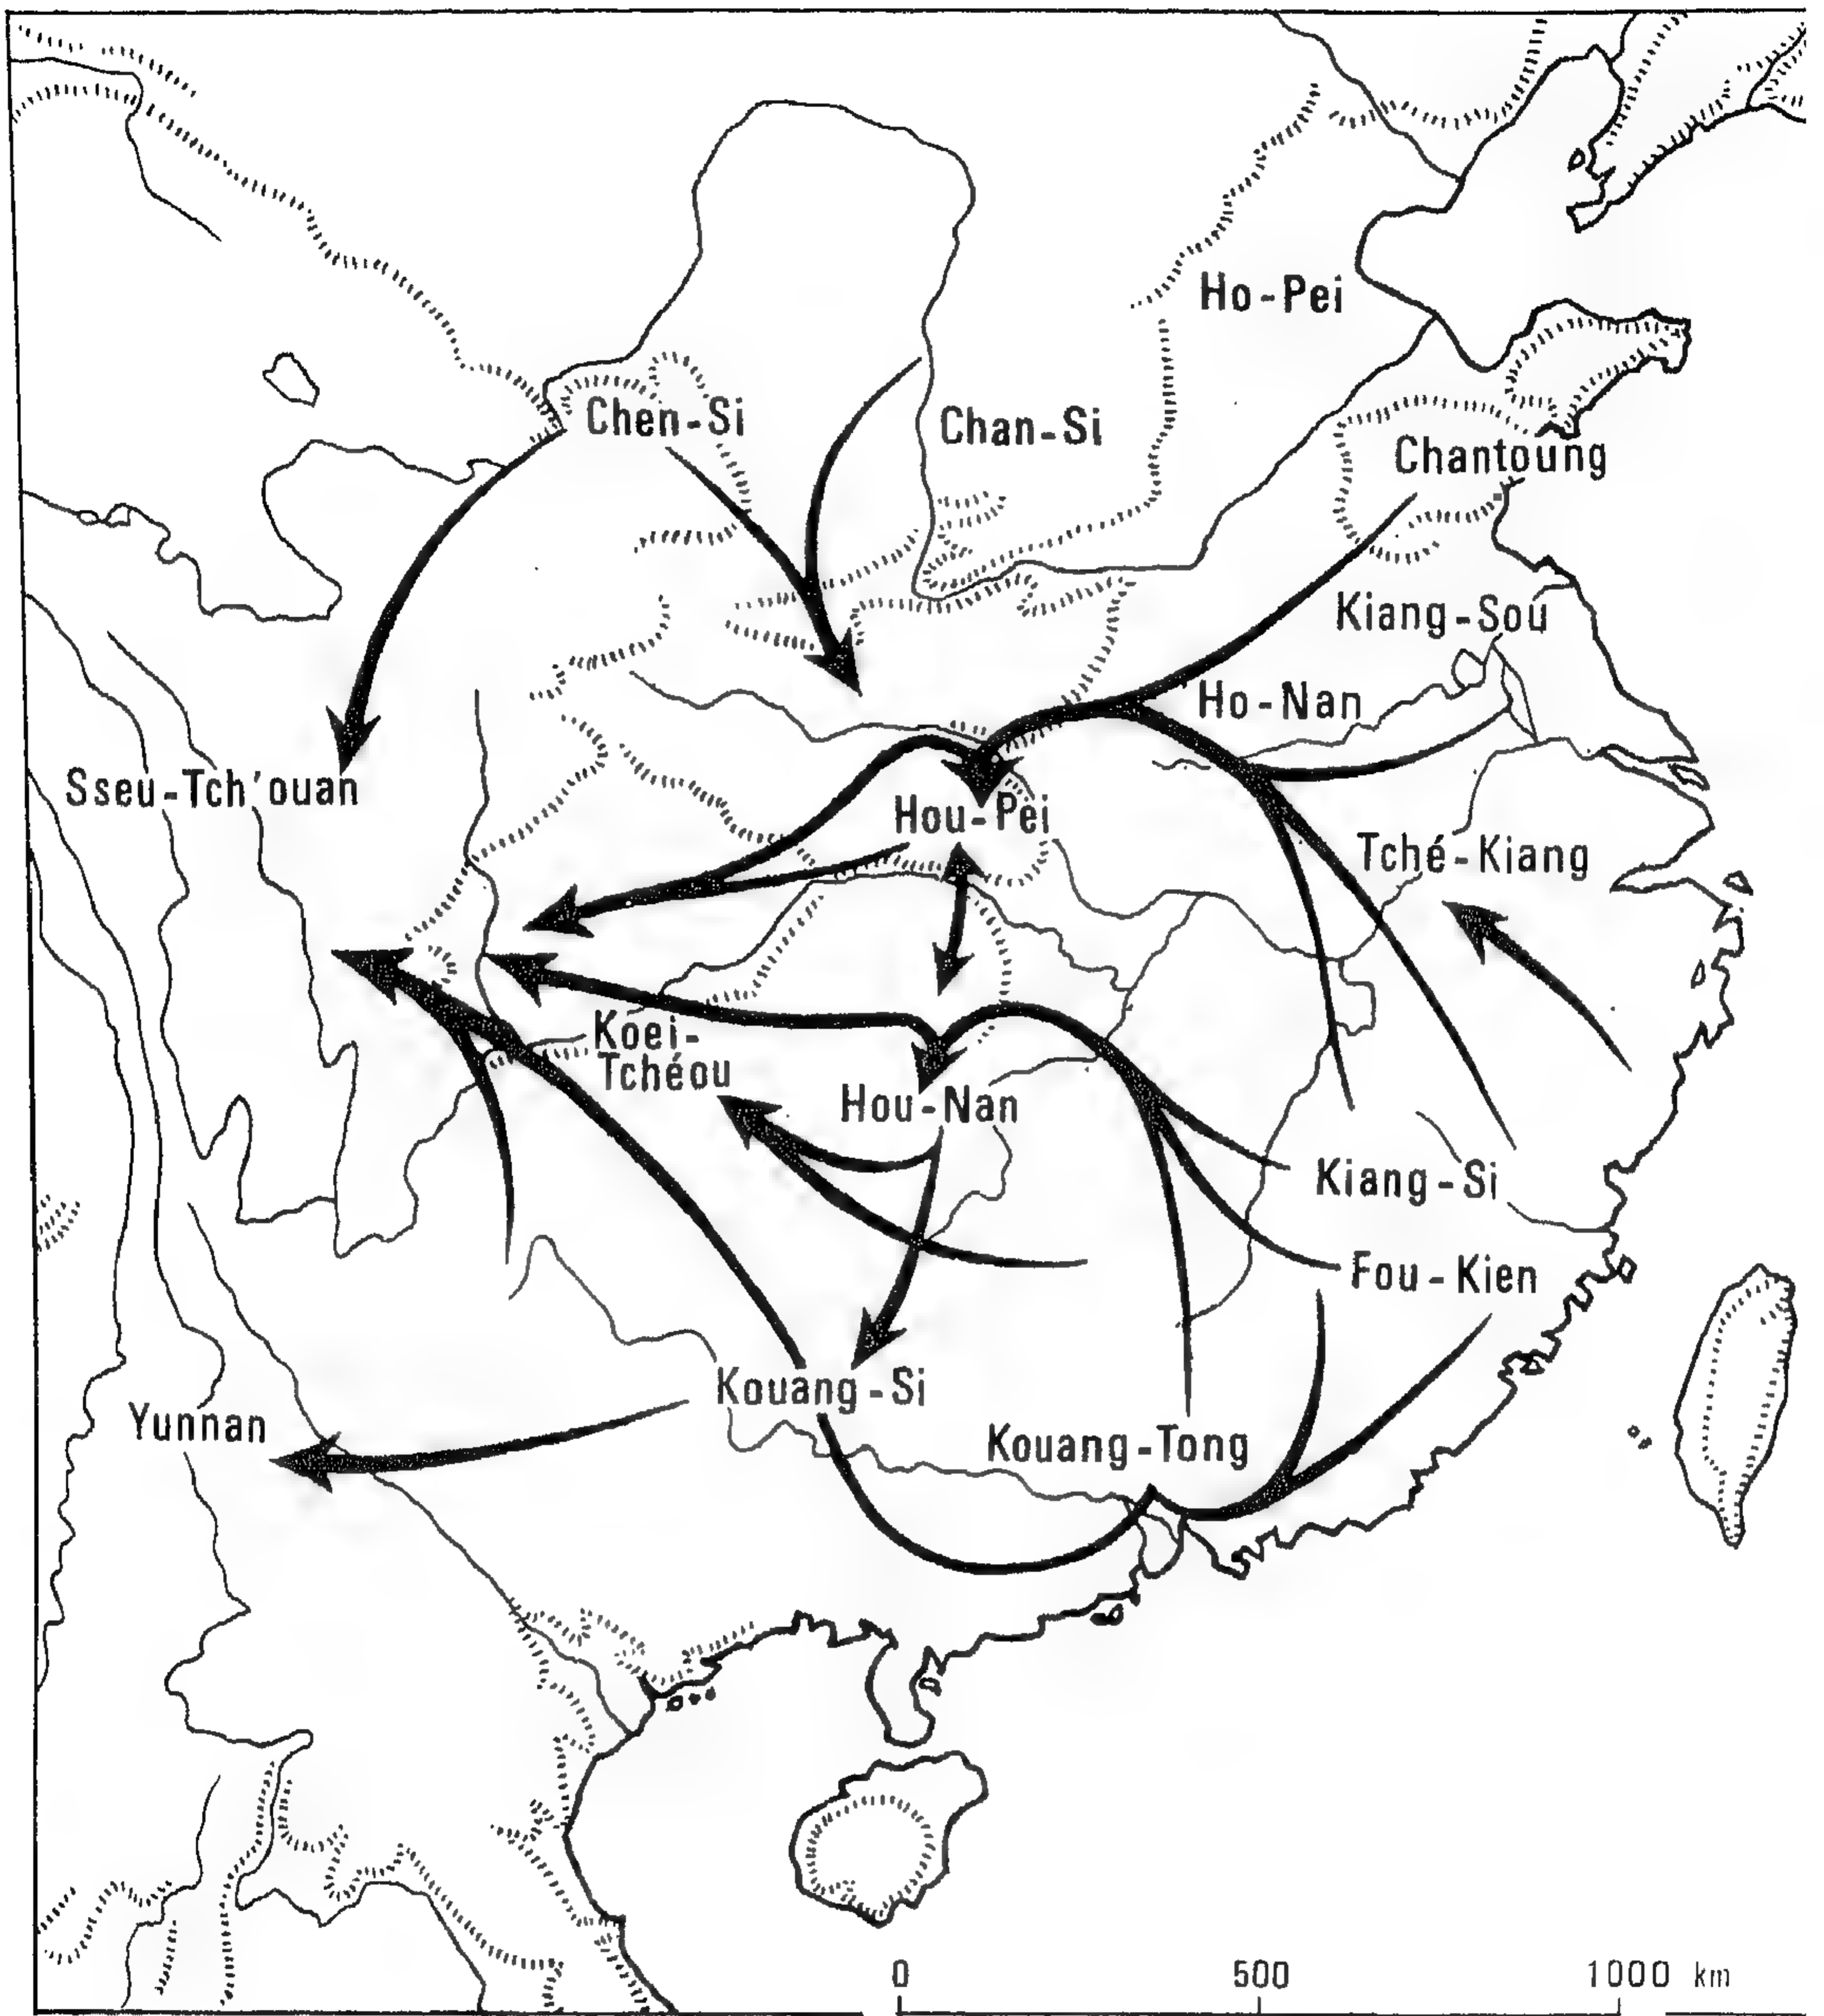 Ho-Pei
Chen-Si
Chan-Si
Chantoung
Kiang-Sou
Ho-Nan
Sseu-Tch'ouan
Hou-Pei
Tché-Kiang
Koei-
Tchéou
Hou-Nan
Kiang-Si
Fou-Kien
Kouang-Si
Yunnan
Kouang-Tong
0 500 1000 km